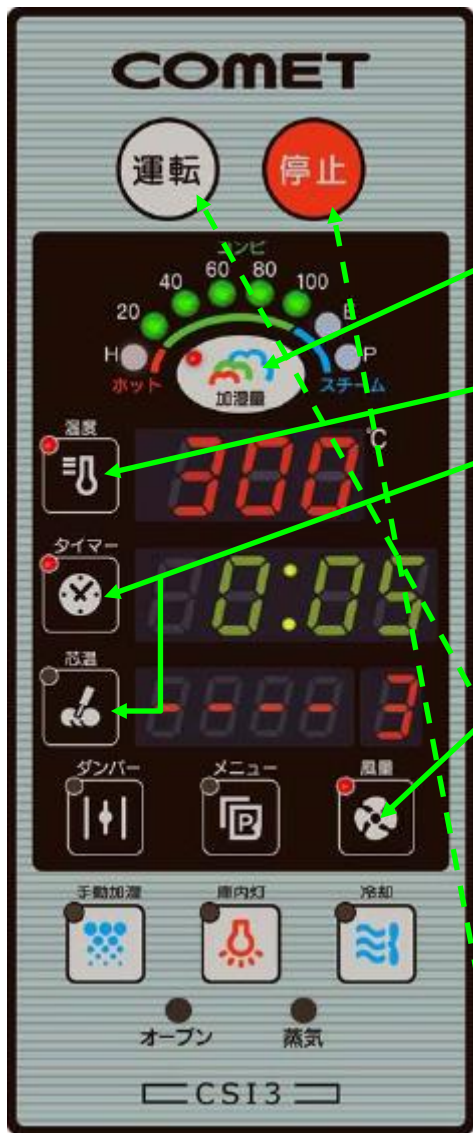 COMET
運転 停止
コンビ
20 40 60 80 100 E
H P
ホット スチーム
加湿量
温度
300 ℃
タイマー
0:05
芯温
---- 3
ダンパー メニュー 風量
P
手動加湿 庫内灯 冷却
オーブン 蒸気
CSI3